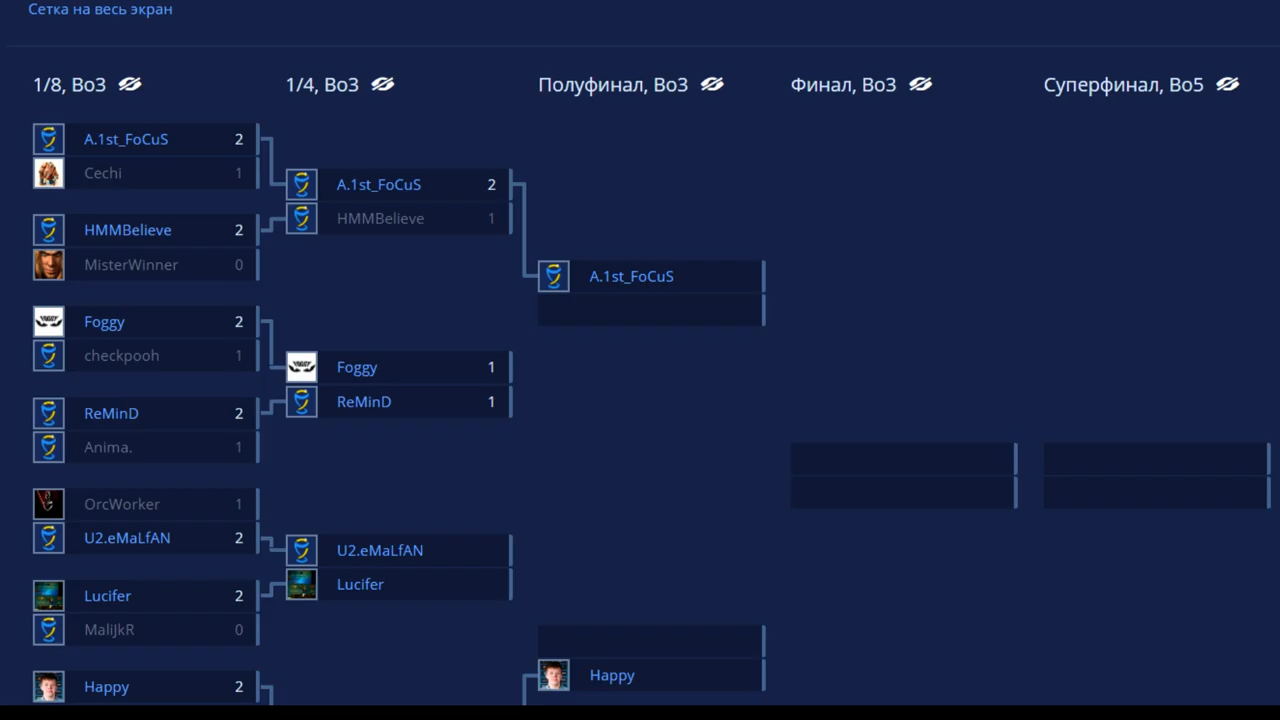 Сетка на весь экран
1/8, Bo3
1/4, Bo3
Полуфинал, Bo3
Финал, Bo3
Суперфинал, Bo5
A.1st_FoCuS 2
Cechi 1
HMMBelieve 2
MisterWinner 0
Foggy 2
checkpooh 1
ReMinD 2
Anima. 1
OrcWorker 1
U2.eMaLfAN 2
Lucifer 2
MaliJkR 0
Happy 2
A.1st_FoCuS 2
HMMBelieve 1
Foggy 1
ReMinD 1
U2.eMaLfAN
Lucifer
A.1st_FoCuS
Happy